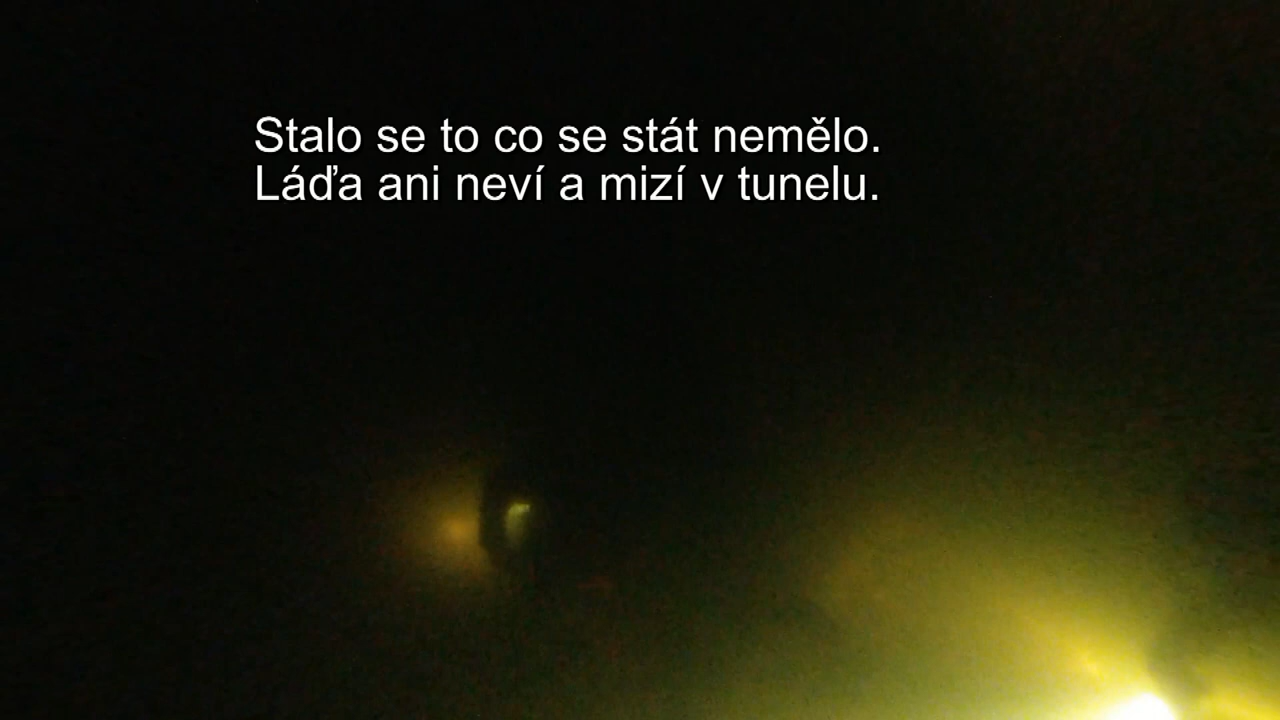 Stalo se to co se stát nemělo.
Láďa ani neví a mizí v tunelu.